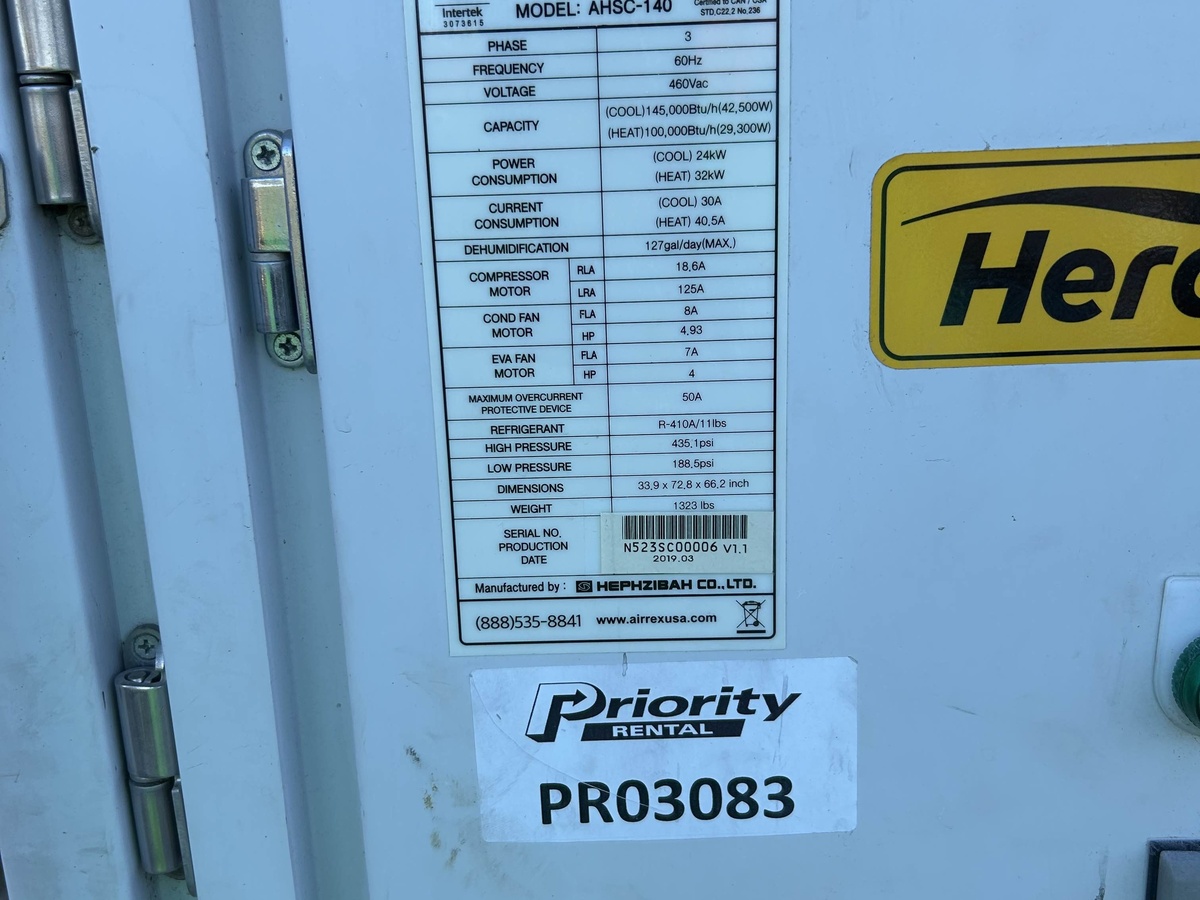 Intertek
3073615
MODEL: AHSC-140
Certified to CAN / CSA
STD.C22.2 No.236
PHASE 3
FREQUENCY 60Hz
VOLTAGE 460Vac
CAPACITY (COOL)145,000Btu/h(42,500W)
(HEAT)100,000Btu/h(29,300W)
POWER CONSUMPTION (COOL) 24kW
(HEAT) 32kW
CURRENT CONSUMPTION (COOL) 30A
(HEAT) 40.5A
DEHUMIDIFICATION 127gal/day(MAX.)
COMPRESSOR MOTOR RLA 18.6A
LRA 125A
COND FAN MOTOR FLA 8A
HP 4.93
EVA FAN MOTOR FLA 7A
HP 4
MAXIMUM OVERCURRENT PROTECTIVE DEVICE 50A
REFRIGERANT R-410A/11lbs
HIGH PRESSURE 435.1psi
LOW PRESSURE 188.5psi
DIMENSIONS 33.9 x 72.8 x 66.2 inch
WEIGHT 1323 lbs
SERIAL NO.
PRODUCTION
DATE
N523SC00006 V1.1
2019.03
Manufactured by : HEPHZIBAH CO.,LTD.
(888)535-8841 www.airrexusa.com
Priority
RENTAL
PR03083
Herc